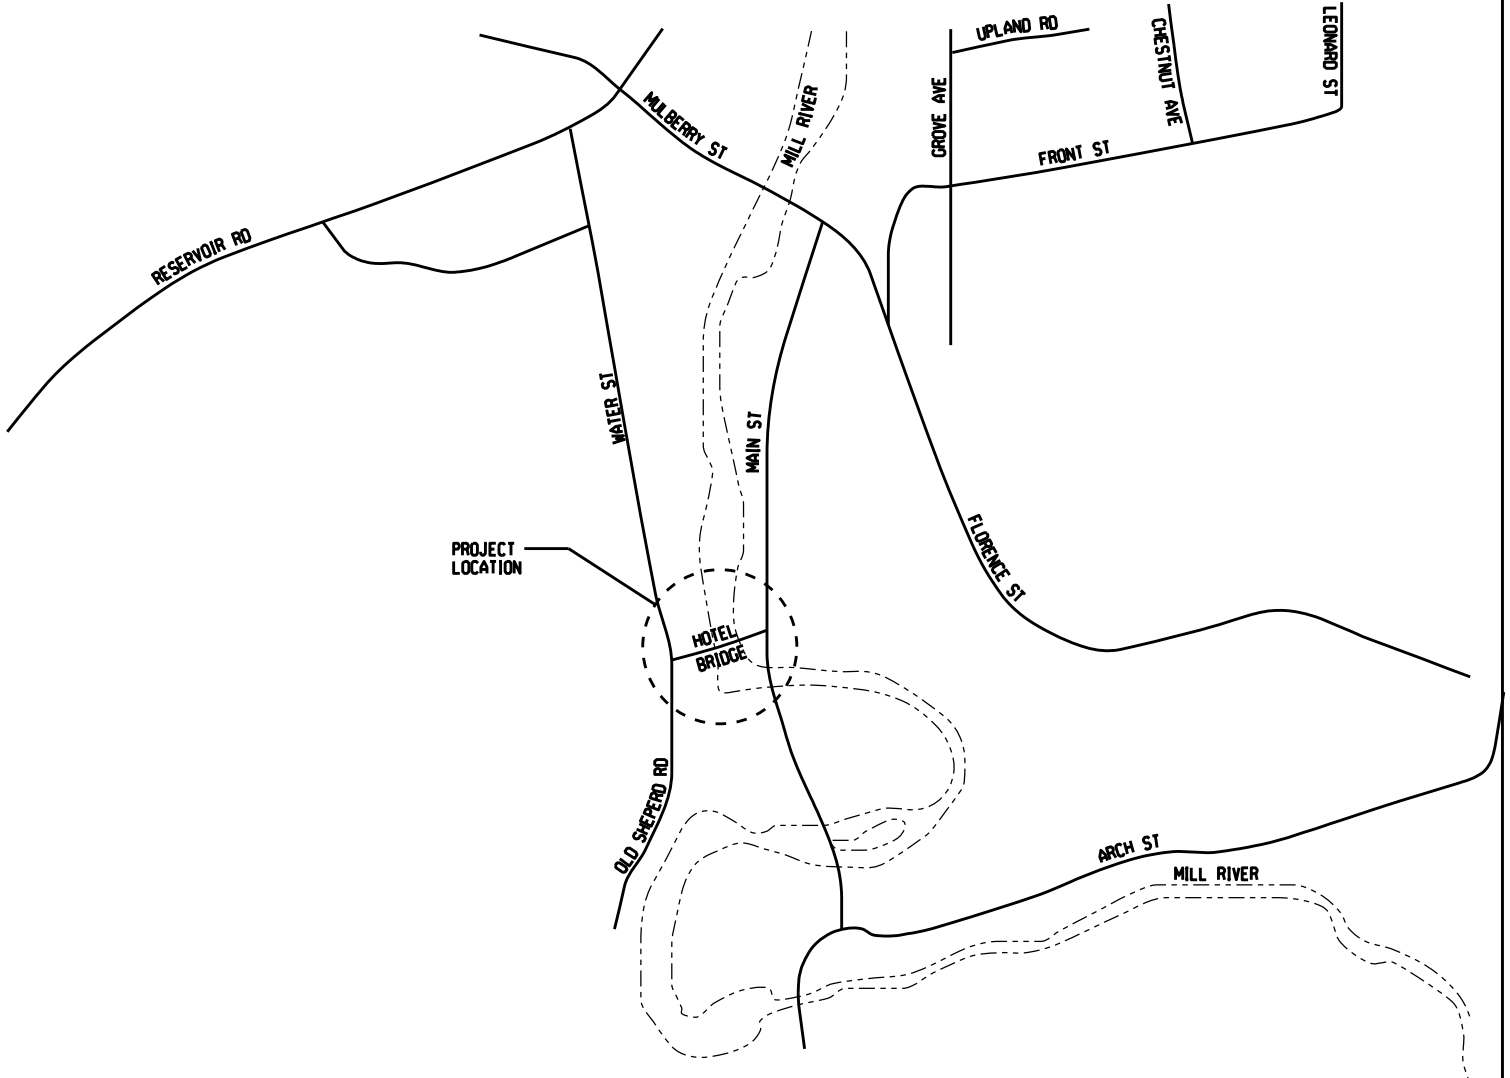 UPLAND RD
CHESTNUT AVE
LEONARD ST
MULBERRY ST
MILL RIVER
GROVE AVE
FRONT ST
RESERVOIR RD
WATER ST
MAIN ST
FLORENCE ST
PROJECT
LOCATION
HOTEL
BRIDGE
OLD SHEPERD RD
ARCH ST
MILL RIVER